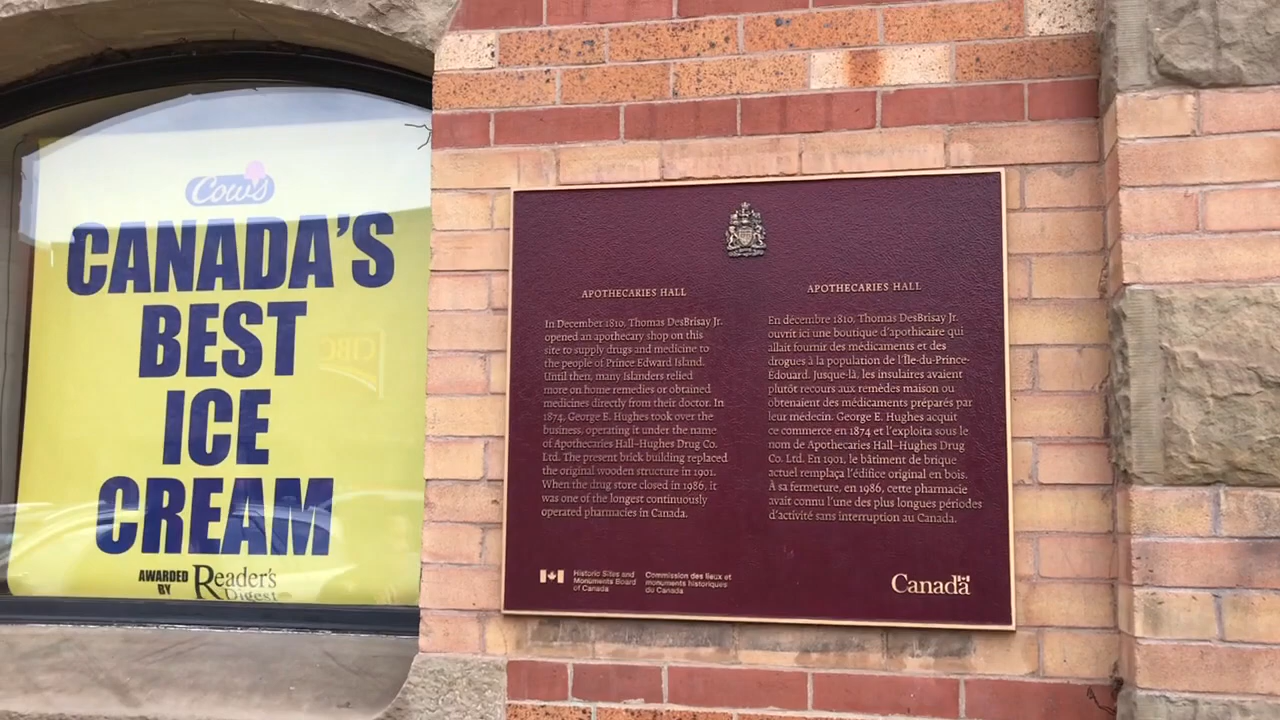 Cows
CANADA'S
BEST
ICE
CREAM
AWARDED
BY
Reader's
Digest
CIBC
APOTHECARIES HALL
In December 1810, Thomas DesBrisay Jr.
opened an apothecary shop on this
site to supply drugs and medicine to
the people of Prince Edward Island.
Until then, many Islanders relied
more on home remedies or obtained
medicines directly from their doctor. In
1874, George E. Hughes took over the
business, operating it under the name
of Apothecaries Hall–Hughes Drug Co.
Ltd. The present brick building replaced
the original wooden structure in 1901.
When the drug store closed in 1986, it
was one of the longest continuously
operated pharmacies in Canada.
APOTHECARIES HALL
En décembre 1810, Thomas DesBrisay Jr.
ouvrit ici une boutique d'apothicaire qui
allait fournir des médicaments et des
drogues à la population de l'Île-du-Prince-
Édouard. Jusque-là, les insulaires avaient
plutôt recours aux remèdes maison ou
obtenaient des médicaments préparés par
leur médecin. George E. Hughes acquit
ce commerce en 1874 et l'exploita sous le
nom de Apothecaries Hall–Hughes Drug
Co. Ltd. En 1901, le bâtiment de brique
actuel remplaça l'édifice original en bois.
À sa fermeture, en 1986, cette pharmacie
avait connu l'une des plus longues périodes
d'activité sans interruption au Canada.
Historic Sites and
Monuments Board
of Canada
Commission des lieux et
monuments historiques
du Canada
Canada